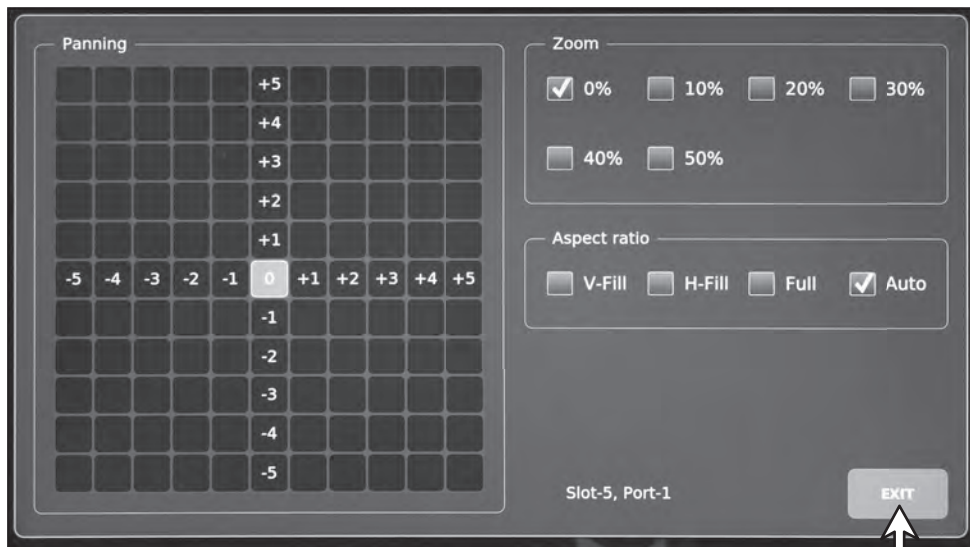 Panning
+5
+4
+3
+2
+1
-5 -4 -3 -2 -1 0 +1 +2 +3 +4 +5
-1
-2
-3
-4
-5
Zoom
0% 10% 20% 30%
40% 50%
Aspect ratio
V-Fill H-Fill Full Auto
Slot-5, Port-1
EXIT